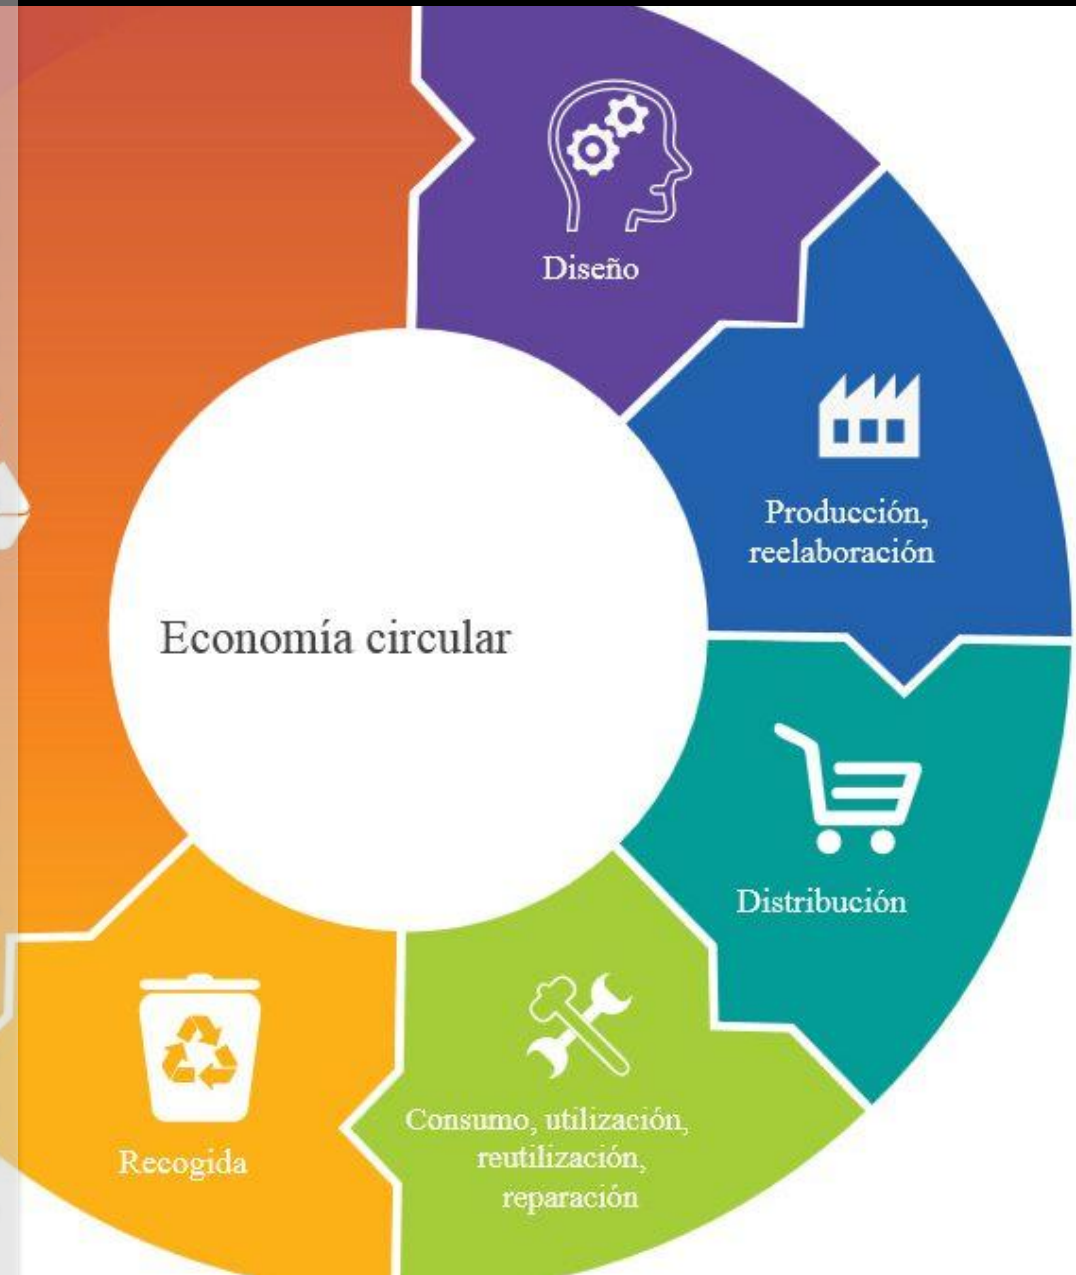 Diseño
Producción,
reelaboración
Economía circular
Distribución
Consumo, utilización,
reutilización,
reparación
Recogida